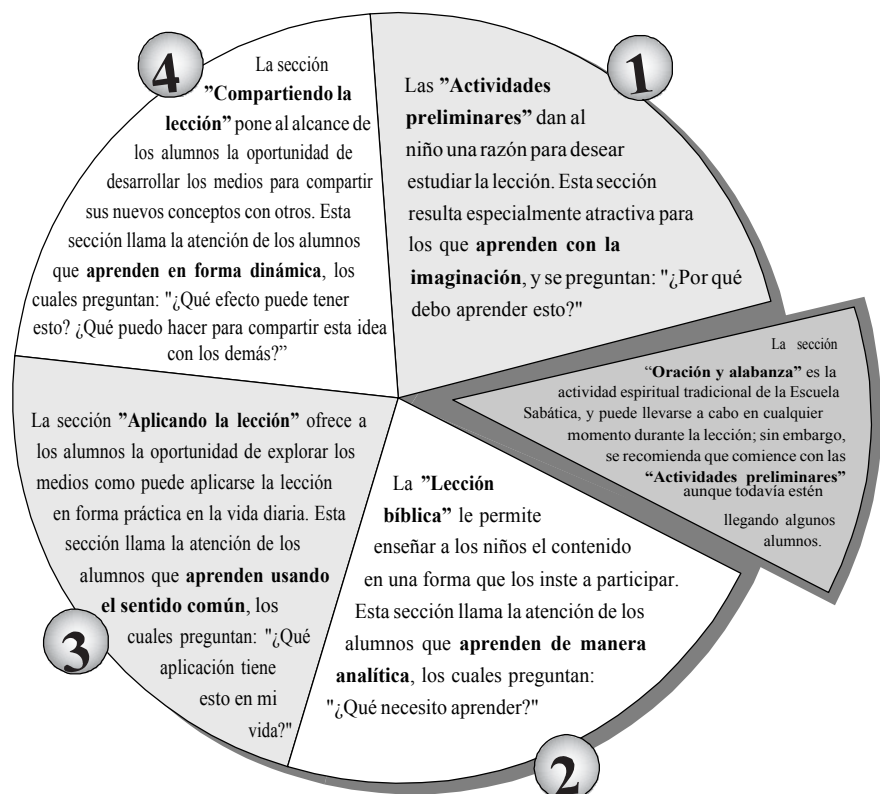 1
Las ”Actividades
preliminares” dan al
niño una razón para desear
estudiar la lección. Esta sección
resulta especialmente atractiva para
los que aprenden con la
imaginación, y se preguntan: "¿Por qué
debo aprender esto?"
La sección
“Oración y alabanza” es la
actividad espiritual tradicional de la Escuela
Sabática, y puede llevarse a cabo en cualquier
momento durante la lección; sin embargo,
se recomienda que comience con las
“Actividades preliminares”
aunque todavía estén
llegando algunos
alumnos.
2
La ”Lección
bíblica” le permite
enseñar a los niños el contenido
en una forma que los inste a participar.
Esta sección llama la atención de los
alumnos que aprenden de manera
analítica, los cuales preguntan:
"¿Qué necesito aprender?"
3
La sección ”Aplicando la lección” ofrece a
los alumnos la oportunidad de explorar los
medios como puede aplicarse la lección
en forma práctica en la vida diaria. Esta
sección llama la atención de los
alumnos que aprenden usando
el sentido común, los
cuales preguntan: "¿Qué
aplicación tiene
esto en mi
vida?"
4
La sección
”Compartiendo la
lección” pone al alcance de
los alumnos la oportunidad de
desarrollar los medios para compartir
sus nuevos conceptos con otros. Esta
sección llama la atención de los alumnos
que aprenden en forma dinámica, los
cuales preguntan: "¿Qué efecto puede tener
esto? ¿Qué puedo hacer para compartir esta idea
con los demás?”